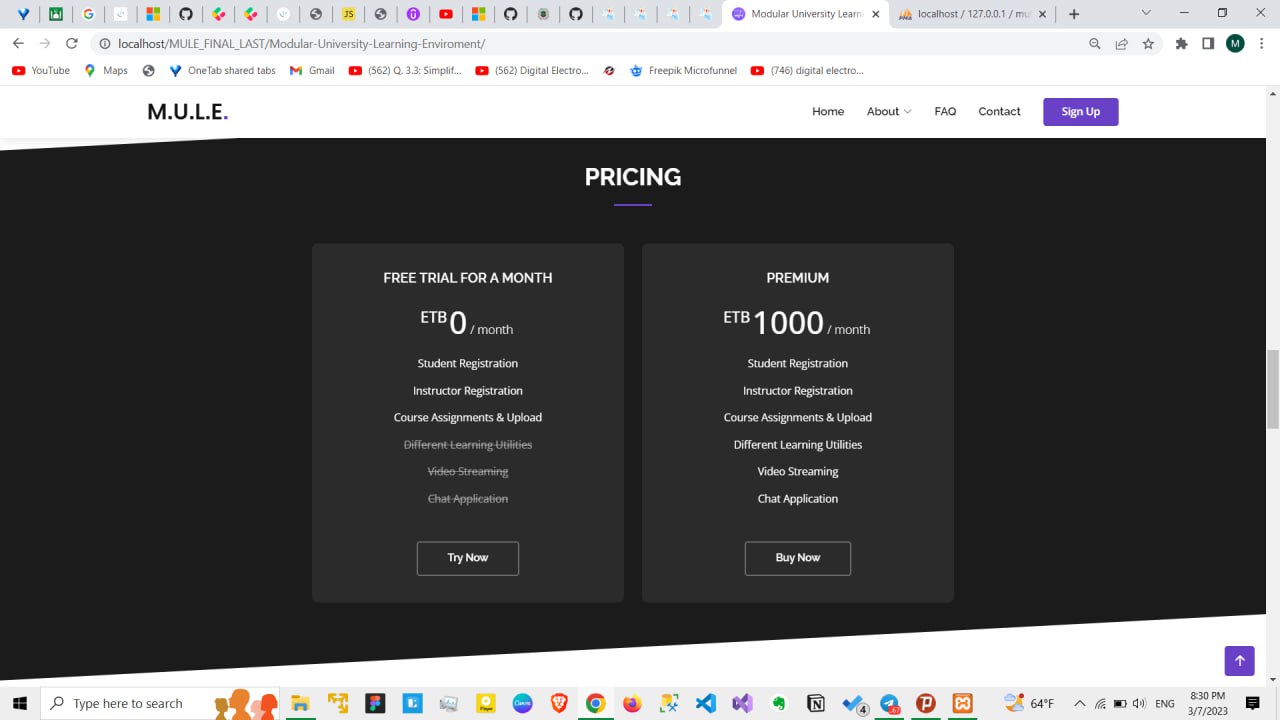 Modular University Learn
localhost / 127.0.0.1 / mu
localhost/MULE_FINAL_LAST/Modular-University-Learning-Enviroment/
M
YouTube
Maps
OneTab shared tabs
Gmail
(562) Q, 3.3: Simplif...
(562) Digital Electro...
Freepik Microfunnel
(746) digital electro...
M.U.L.E.
Home
About
FAQ
Contact
Sign Up
PRICING
FREE TRIAL FOR A MONTH
ETB 0 / month
Student Registration
Instructor Registration
Course Assignments & Upload
Different Learning Utilities
Video Streaming
Chat Application
Try Now
PREMIUM
ETB 1000 / month
Student Registration
Instructor Registration
Course Assignments & Upload
Different Learning Utilities
Video Streaming
Chat Application
Buy Now
Type here to search
64°F
ENG
8:30 PM
3/7/2023